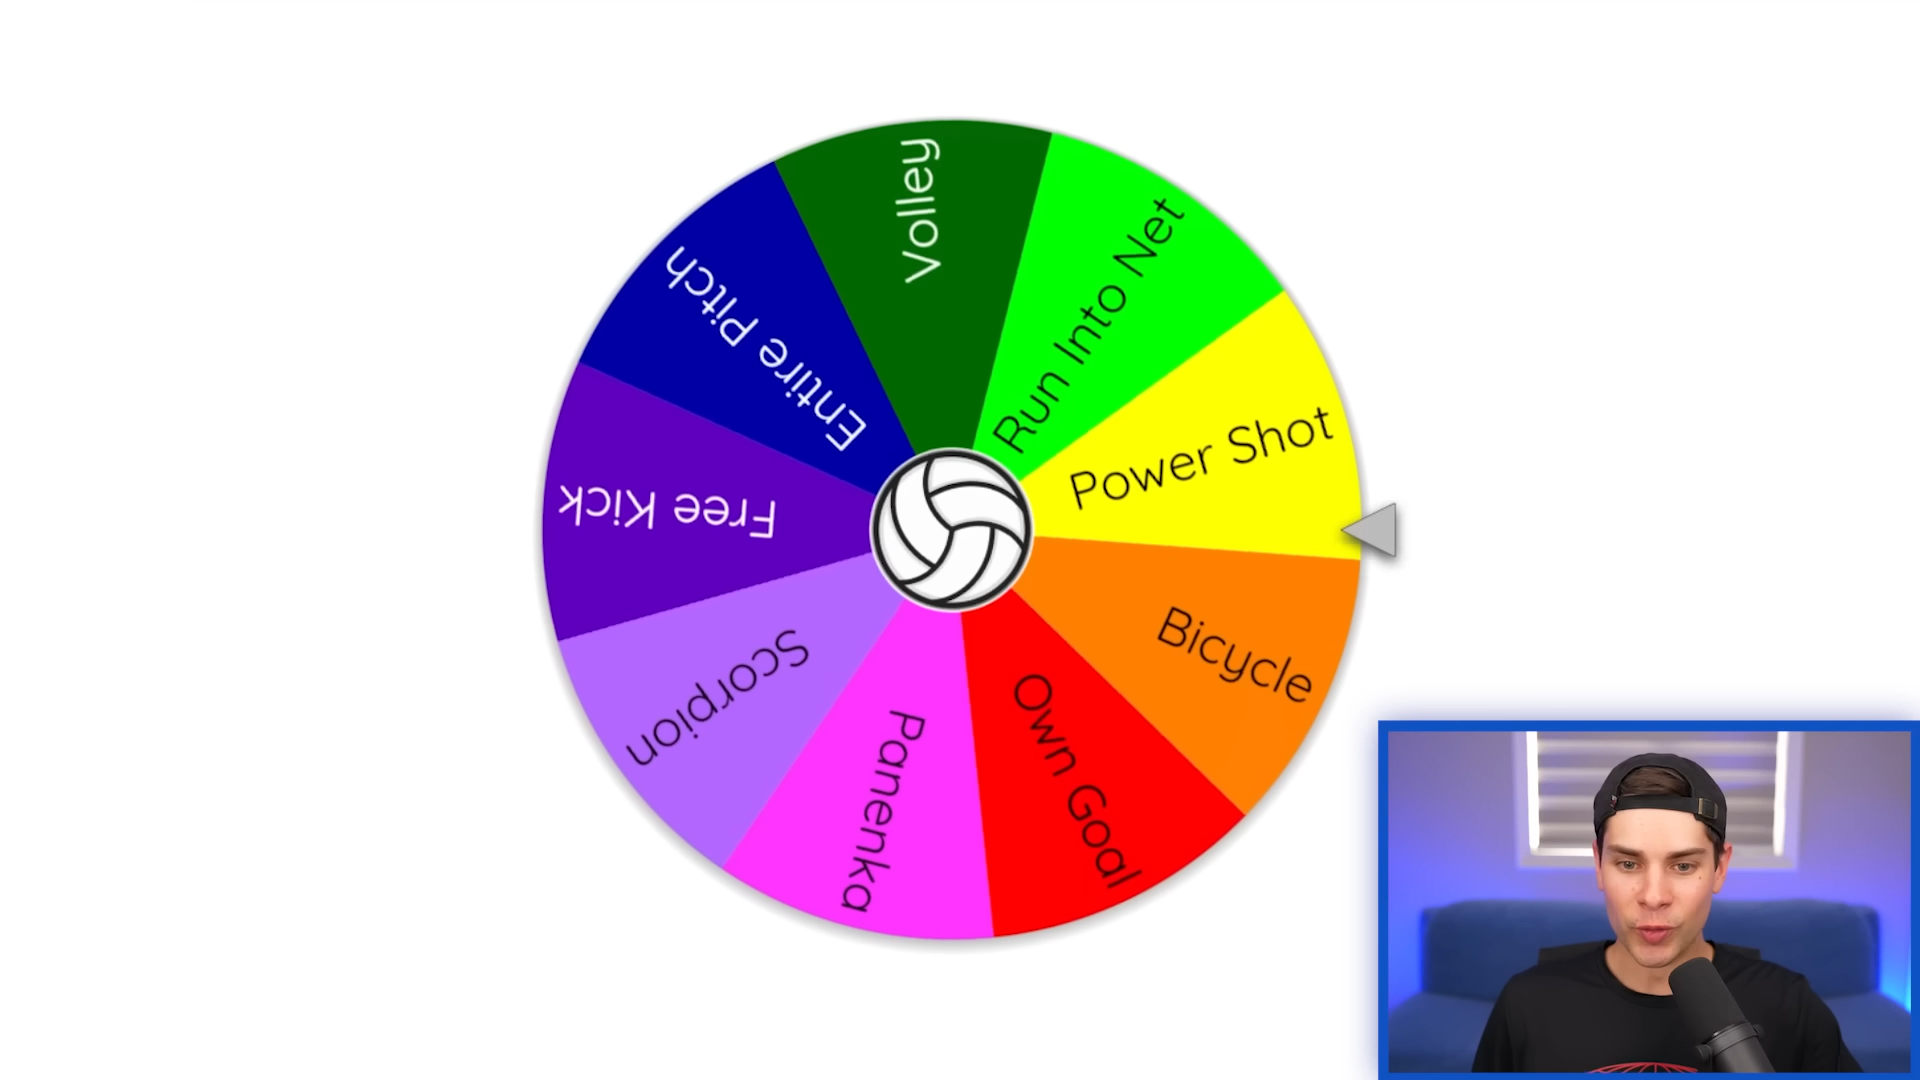 Volley
Run Into Net
Power Shot
Bicycle
Own Goal
Panenka
Scorpion
Free Kick
Entire Pitch